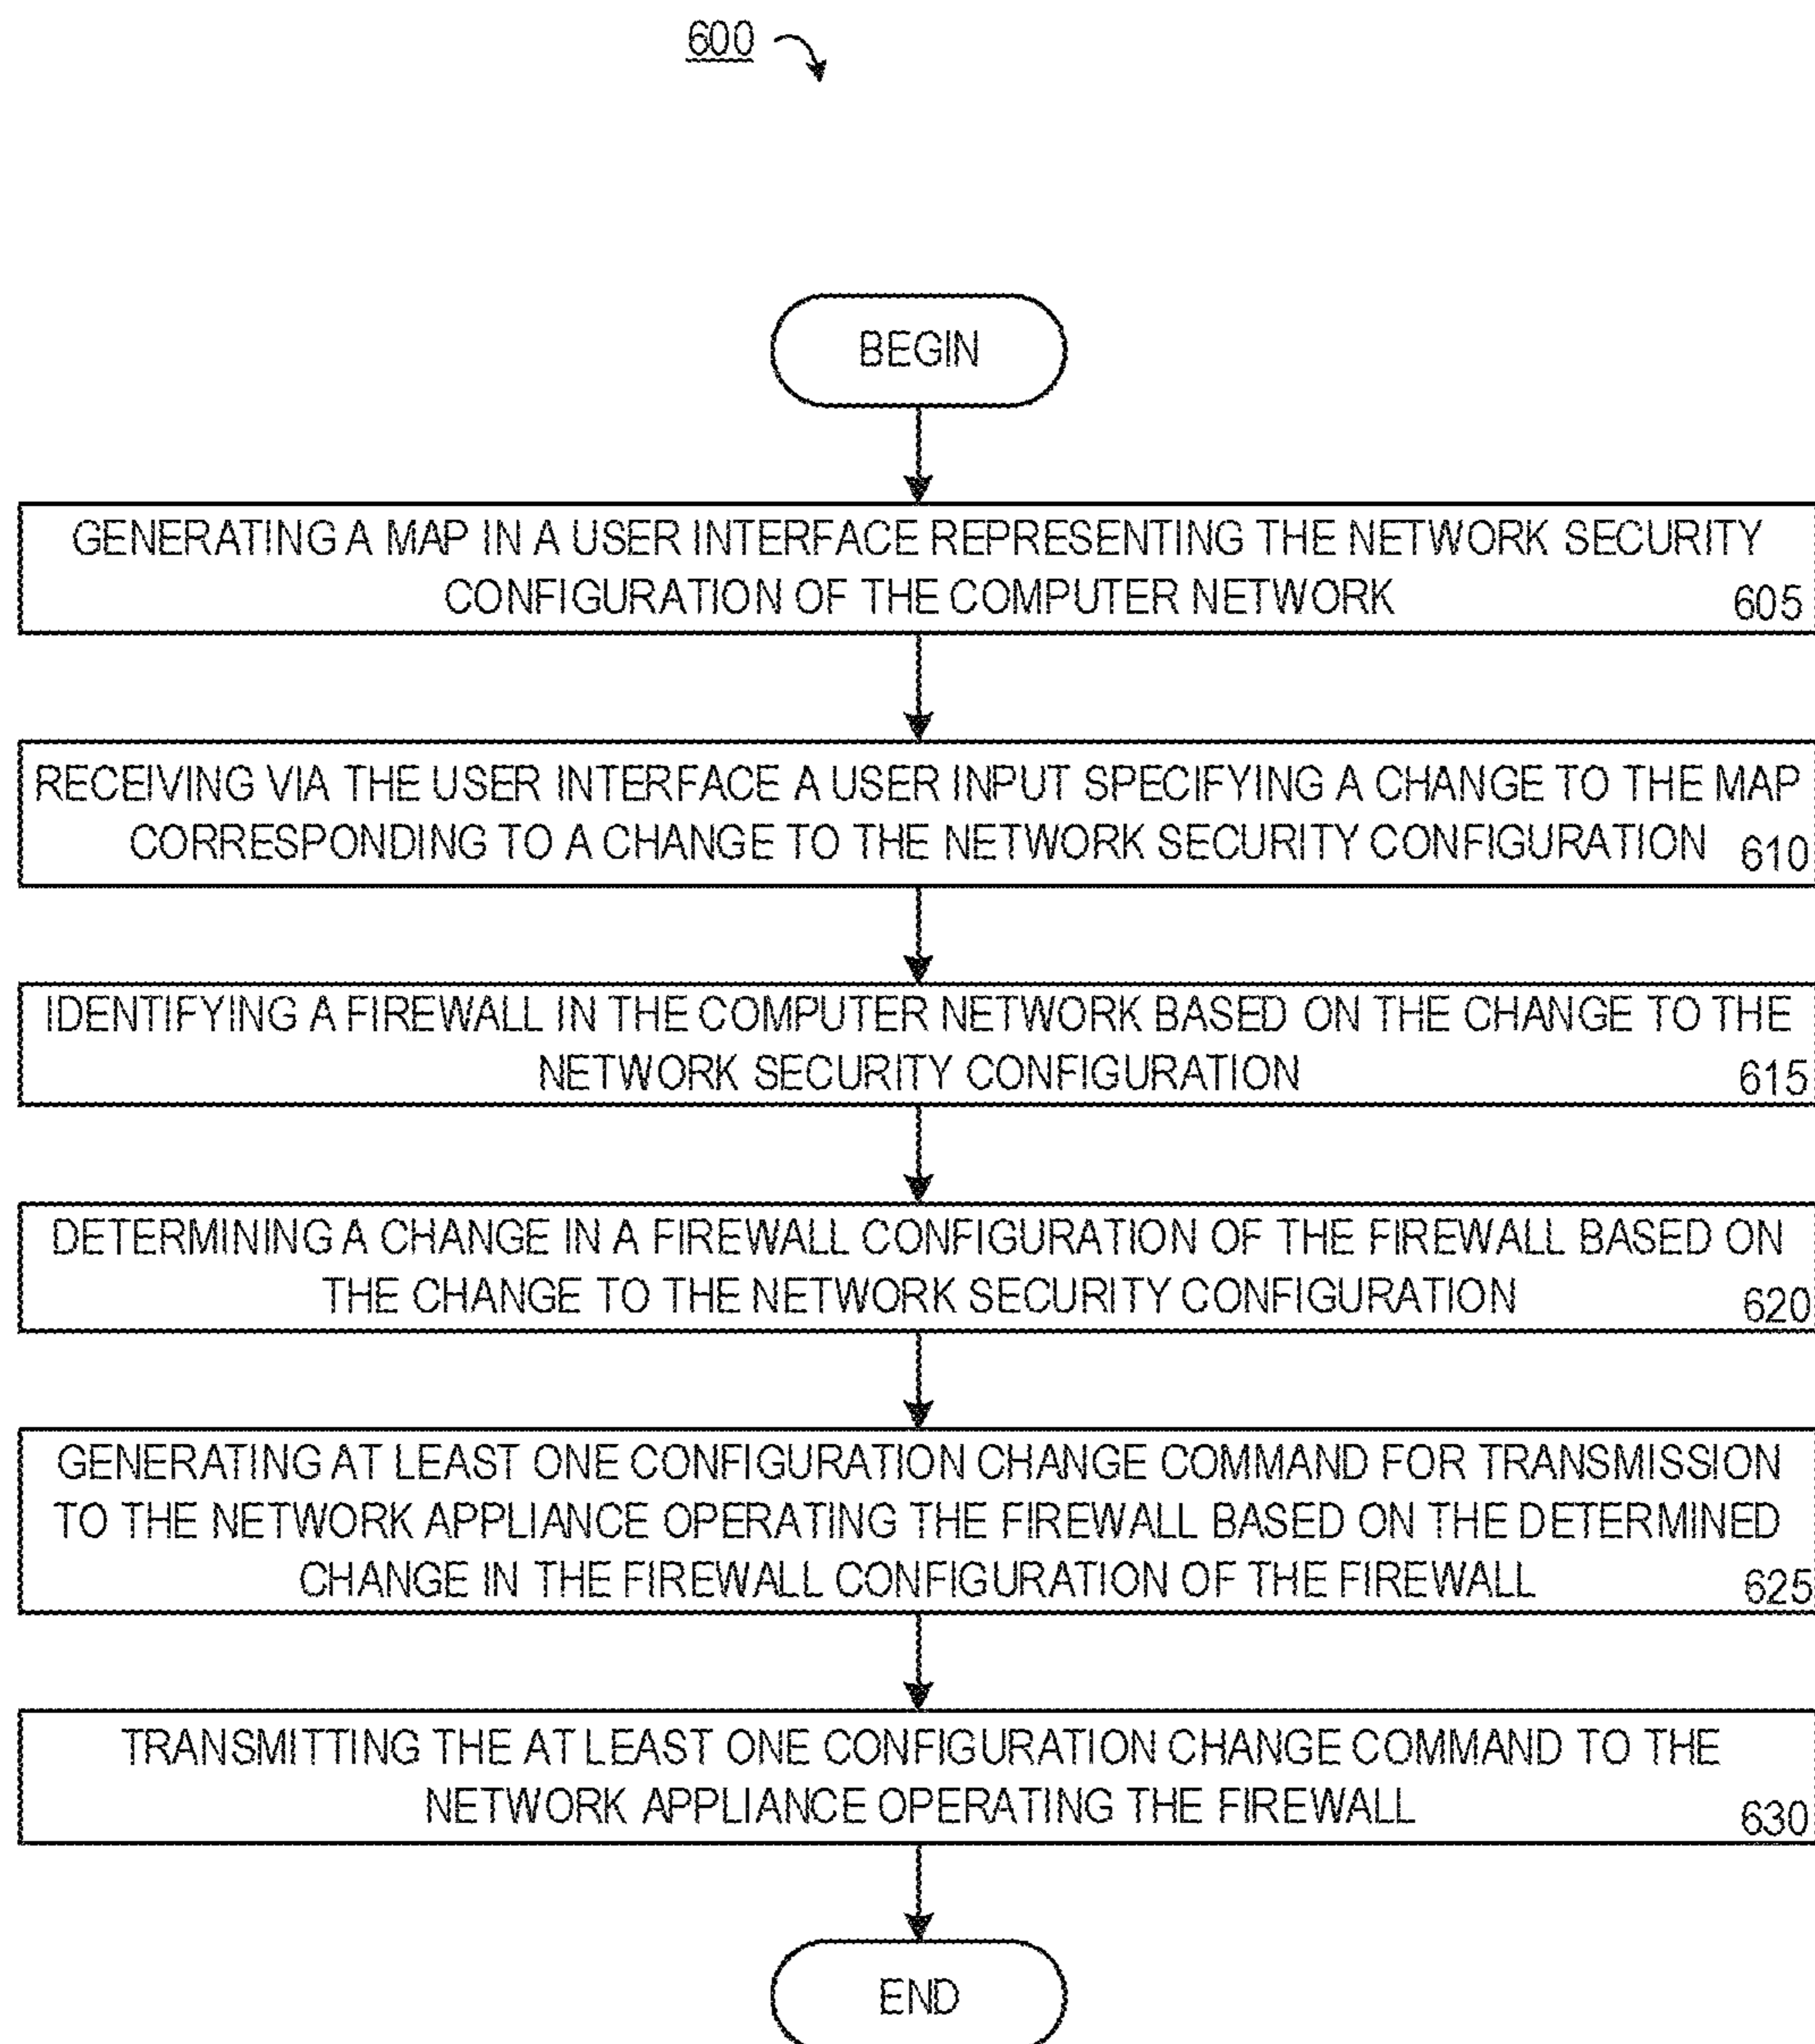 600
BEGIN
GENERATING A MAP IN A USER INTERFACE REPRESENTING THE NETWORK SECURITY
CONFIGURATION OF THE COMPUTER NETWORK
605
RECEIVING VIA THE USER INTERFACE A USER INPUT SPECIFYING A CHANGE TO THE MAP
CORRESPONDING TO A CHANGE TO THE NETWORK SECURITY CONFIGURATION
610
IDENTIFYING A FIREWALL IN THE COMPUTER NETWORK BASED ON THE CHANGE TO THE
NETWORK SECURITY CONFIGURATION
615
DETERMINING A CHANGE IN A FIREWALL CONFIGURATION OF THE FIREWALL BASED ON
THE CHANGE TO THE NETWORK SECURITY CONFIGURATION
620
GENERATING AT LEAST ONE CONFIGURATION CHANGE COMMAND FOR TRANSMISSION
TO THE NETWORK APPLIANCE OPERATING THE FIREWALL BASED ON THE DETERMINED
CHANGE IN THE FIREWALL CONFIGURATION OF THE FIREWALL
625
TRANSMITTING THE AT LEAST ONE CONFIGURATION CHANGE COMMAND TO THE
NETWORK APPLIANCE OPERATING THE FIREWALL
630
END